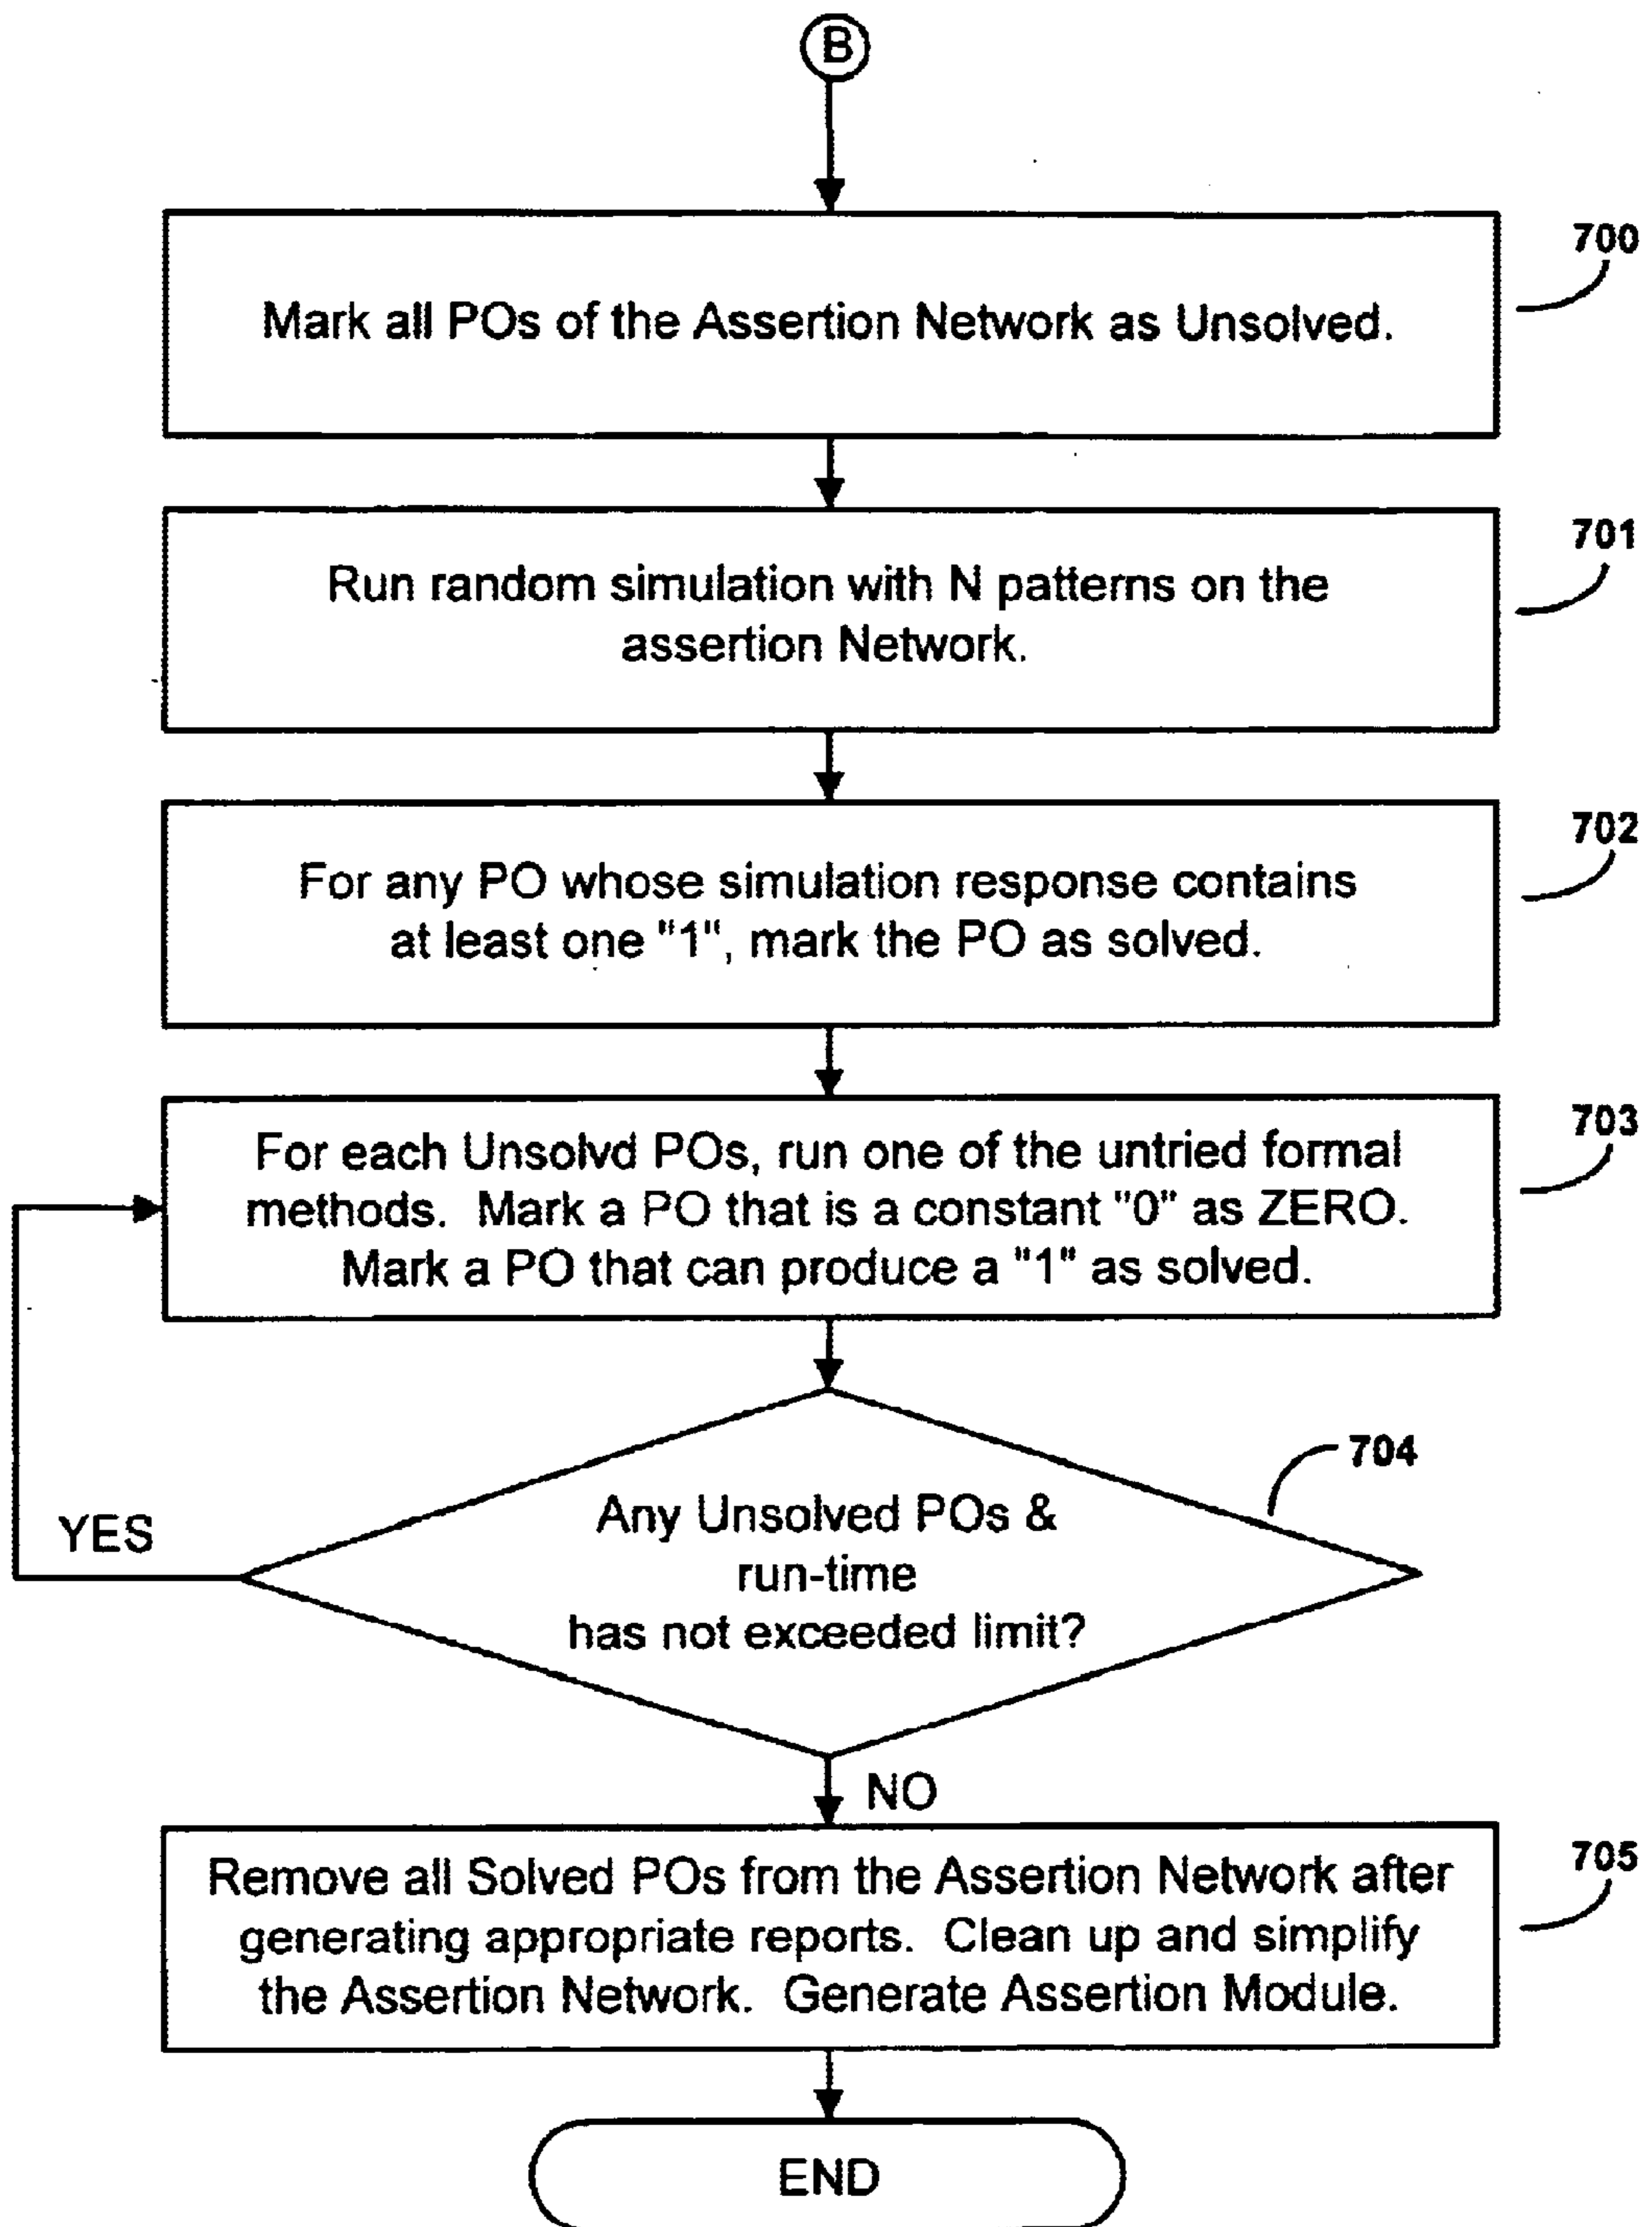 B
700
Mark all POs of the Assertion Network as Unsolved.
701
Run random simulation with N patterns on the
assertion Network.
702
For any PO whose simulation response contains
at least one "1", mark the PO as solved.
703
For each Unsolvd POs, run one of the untried formal
methods. Mark a PO that is a constant "0" as ZERO.
Mark a PO that can produce a "1" as solved.
704
Any Unsolved POs &
run-time
has not exceeded limit?
YES
NO
705
Remove all Solved POs from the Assertion Network after
generating appropriate reports. Clean up and simplify
the Assertion Network. Generate Assertion Module.
END